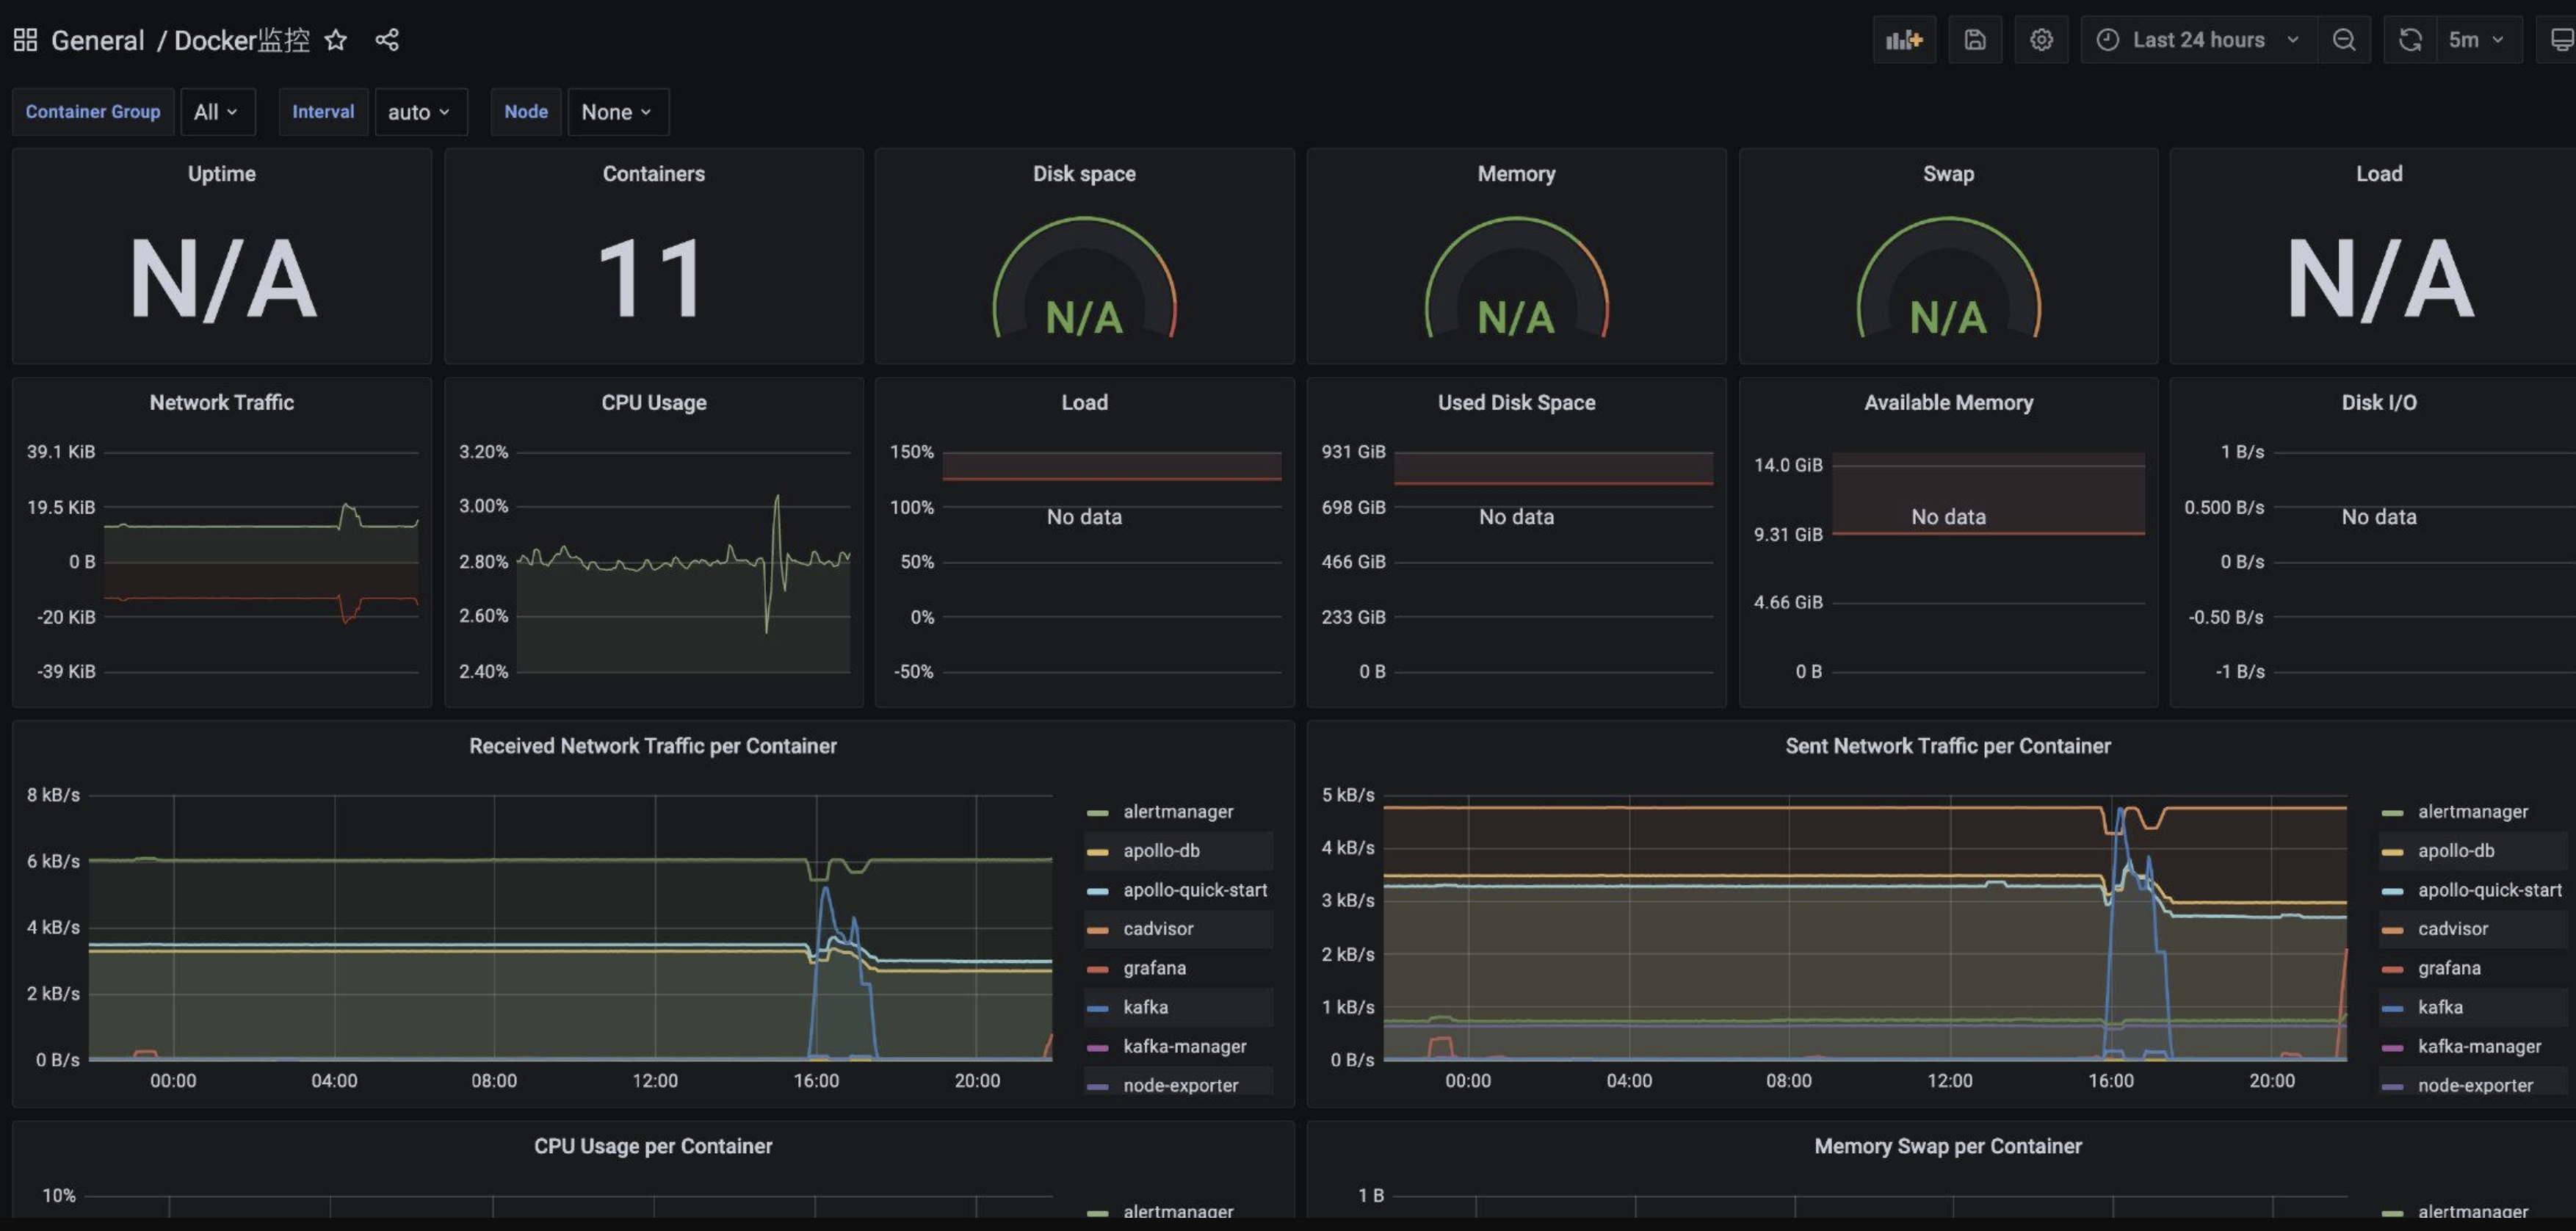 General / Docker监控
Last 24 hours
5m
Container Group All Interval auto Node None
Uptime
N/A
Containers
11
Disk space
N/A
Memory
N/A
Swap
N/A
Load
N/A
Network Traffic
39.1 KiB
19.5 KiB
0 B
-20 KiB
-39 KiB
CPU Usage
3.20%
3.00%
2.80%
2.60%
2.40%
Load
150%
100%
No data
50%
0%
-50%
Used Disk Space
931 GiB
698 GiB
No data
466 GiB
233 GiB
0 B
Available Memory
14.0 GiB
No data
9.31 GiB
4.66 GiB
0 B
Disk I/O
1 B/s
0.500 B/s
No data
0 B/s
-0.50 B/s
-1 B/s
Received Network Traffic per Container
8 kB/s
6 kB/s
4 kB/s
2 kB/s
0 B/s
00:00 04:00 08:00 12:00 16:00 20:00
alertmanager
apollo-db
apollo-quick-start
cadvisor
grafana
kafka
kafka-manager
node-exporter
Sent Network Traffic per Container
5 kB/s
4 kB/s
3 kB/s
2 kB/s
1 kB/s
0 B/s
00:00 04:00 08:00 12:00 16:00 20:00
alertmanager
apollo-db
apollo-quick-start
cadvisor
grafana
kafka
kafka-manager
node-exporter
CPU Usage per Container
10%
alertmanager
Memory Swap per Container
1 B
alertmanager